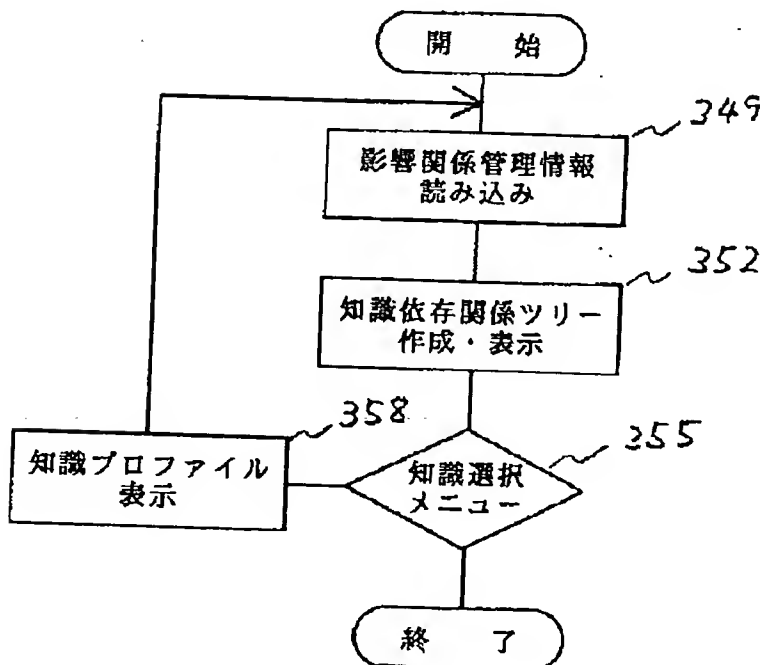 開　始
349
影響関係管理情報
読み込み
352
知識依存関係ツリー
作成・表示
358
知識プロファイル
表示
355
知識選択
メニュー
終　了